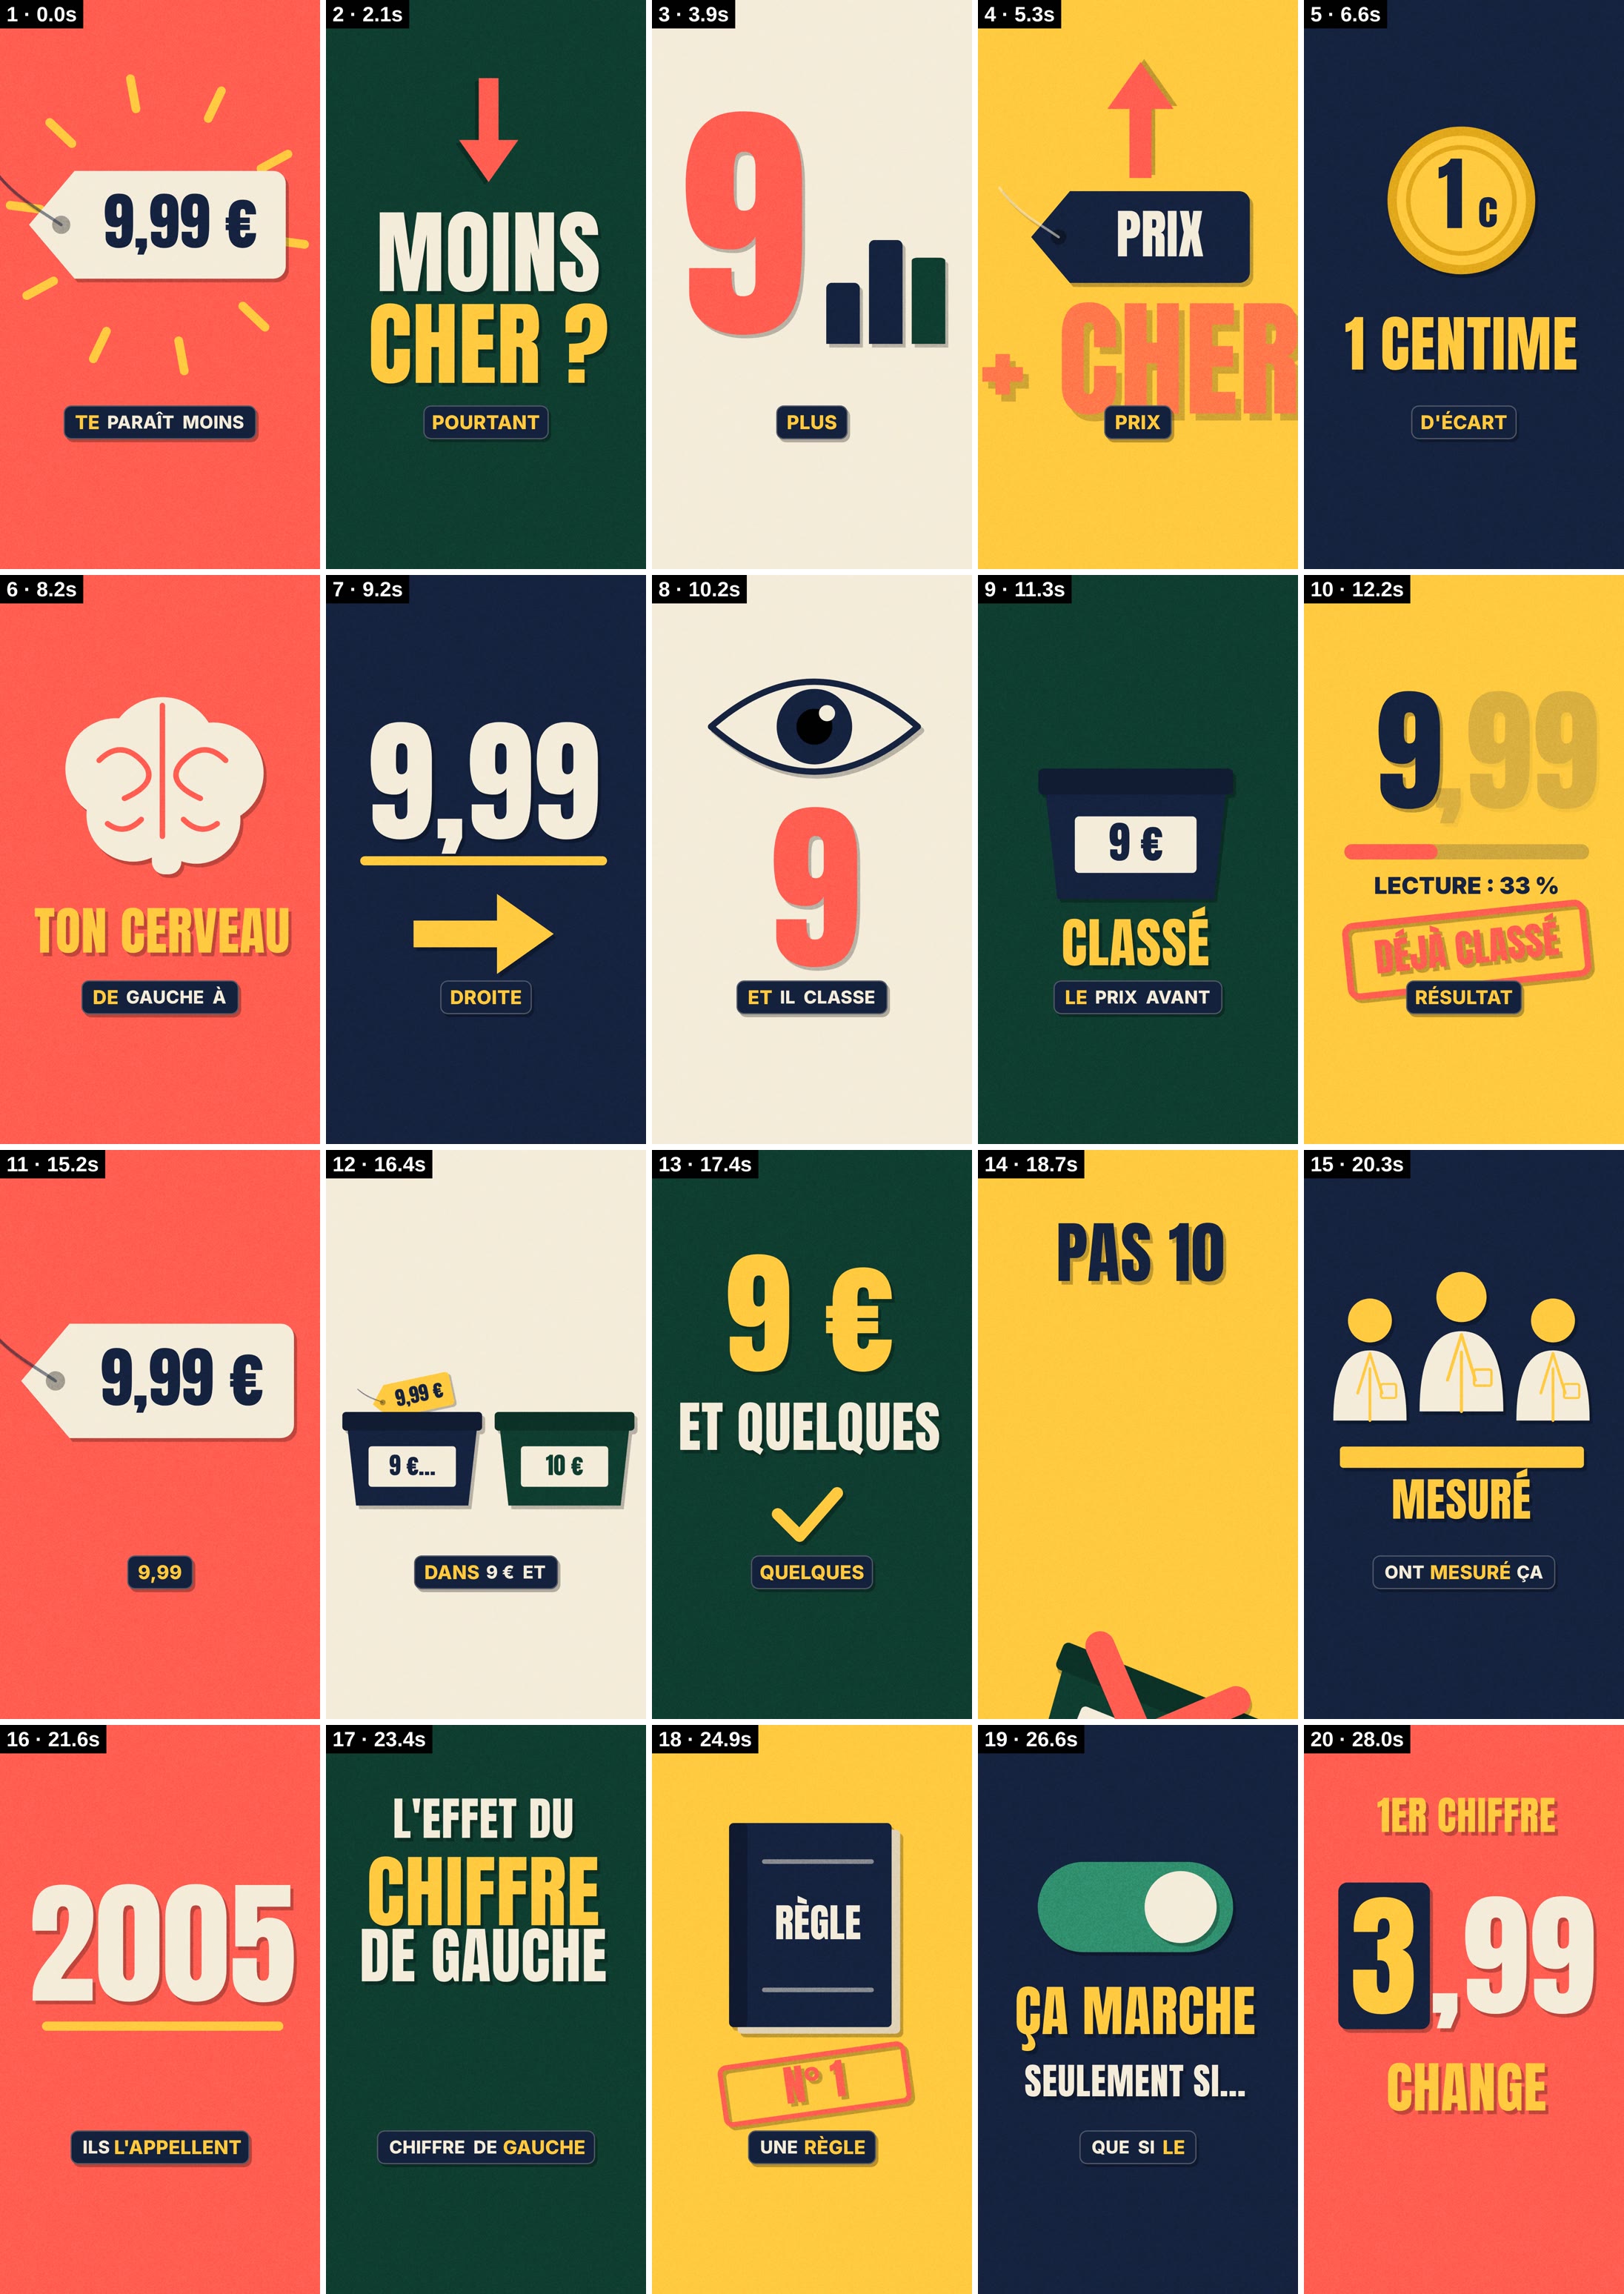 1 · 0.0s
9,99 €
TE PARAÎT MOINS
2 · 2.1s
MOINS
CHER ?
POURTANT
3 · 3.9s
9
PLUS
4 · 5.3s
PRIX
+ CHER
PRIX
5 · 6.6s
1 c
1 CENTIME
D'ÉCART
6 · 8.2s
TON CERVEAU
DE GAUCHE À
7 · 9.2s
9,99
DROITE
8 · 10.2s
9
ET IL CLASSE
9 · 11.3s
9 €
CLASSÉ
LE PRIX AVANT
10 · 12.2s
9,99
LECTURE : 33 %
DÉJÀ CLASSÉ
RÉSULTAT
11 · 15.2s
9,99 €
9,99
12 · 16.4s
9,99 €
9 €...
10 €
DANS 9 € ET
13 · 17.4s
9 €
ET QUELQUES
QUELQUES
14 · 18.7s
PAS 10
15 · 20.3s
MESURÉ
ONT MESURÉ ÇA
16 · 21.6s
2005
ILS L'APPELLENT
17 · 23.4s
L'EFFET DU
CHIFFRE
DE GAUCHE
CHIFFRE DE GAUCHE
18 · 24.9s
RÈGLE
N° 1
UNE RÈGLE
19 · 26.6s
ÇA MARCHE
SEULEMENT SI...
QUE SI LE
20 · 28.0s
1ER CHIFFRE
3,99
CHANGE